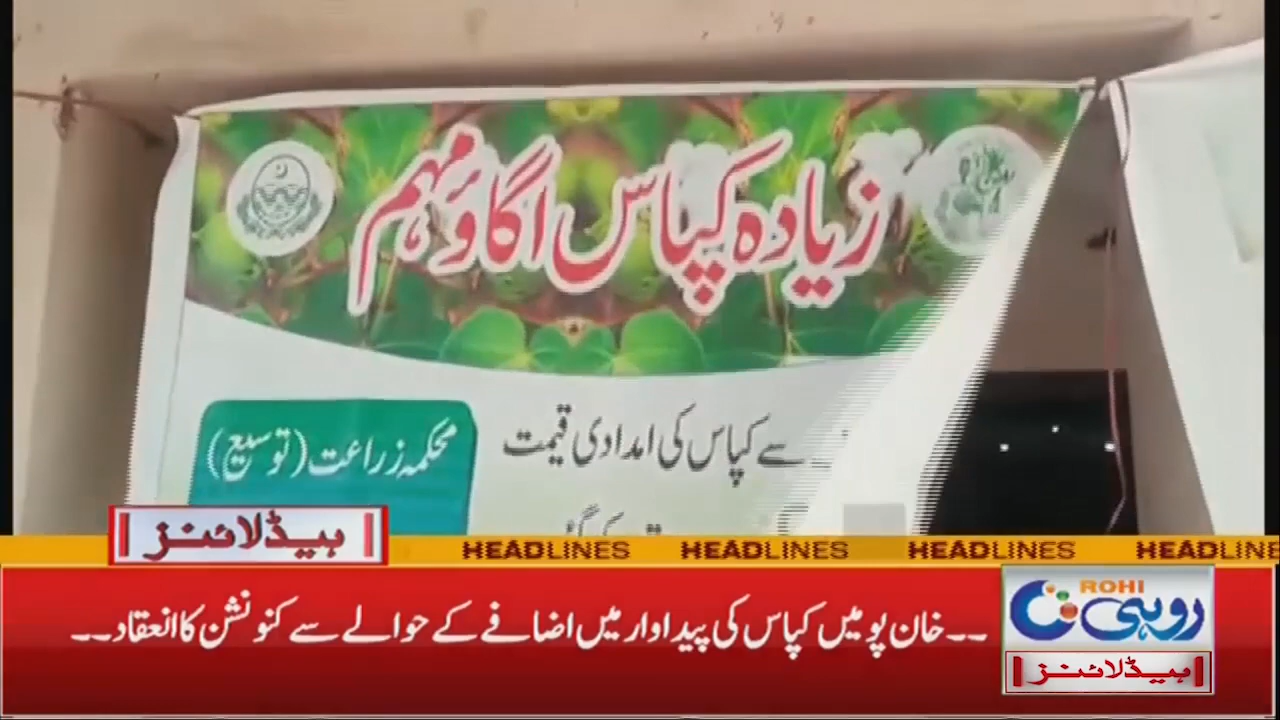 زیادہ کپاس اگاؤ مہم
سے کپاس کی امدادی قیمت
محکمہ زراعت (توسیع)
ہیڈلائنز
HEADLINES HEADLINES HEADLINES HEADLINE
۔۔خان پو میں کپاس کی پیداوار میں اضافے کے حوالے سے کنونشن کا انعقاد۔۔
ROHI
روہی
ہیڈلائنز